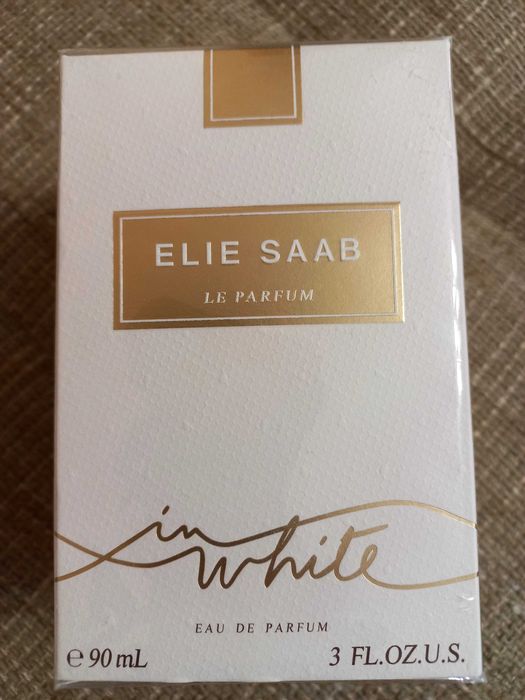 ELIE SAAB
LE PARFUM
in white
EAU DE PARFUM
e 90 mL 3 FL.OZ.U.S.